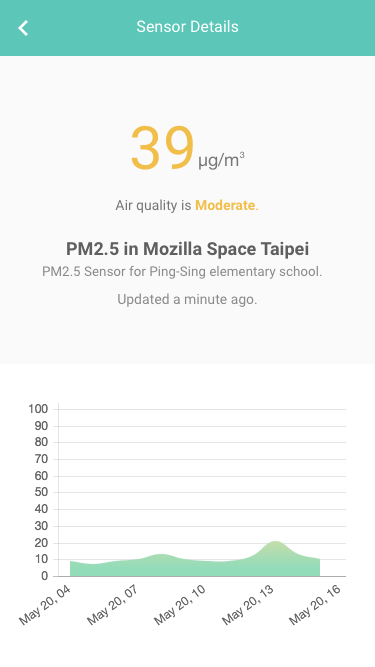 Sensor Details
39 µg/m³
Air quality is Moderate.
PM2.5 in Mozilla Space Taipei
PM2.5 Sensor for Ping-Sing elementary school.
Updated a minute ago.
100
90
80
70
60
50
40
30
20
10
0
May 20, 04
May 20, 07
May 20, 10
May 20, 13
May 20, 16